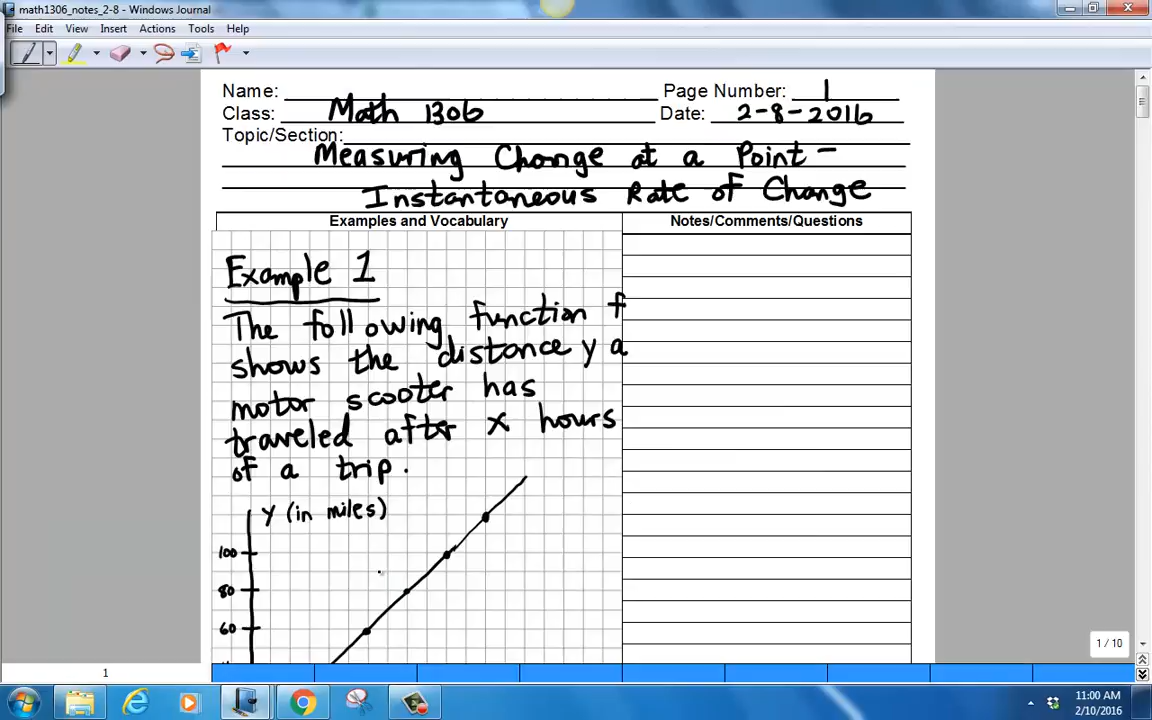 math1306_notes_2-8 - Windows Journal
File Edit View Insert Actions Tools Help
Name:
Page Number: 1
Class: Math 1306
Date: 2-8-2016
Topic/Section:
Measuring Change at a Point -
Instantaneous Rate of Change
Examples and Vocabulary
Notes/Comments/Questions
Example 1
The following function f
shows the distance y a
motor scooter has
traveled after x hours
of a trip.
y (in miles)
100
80
60
1 / 10
1
11:00 AM
2/10/2016